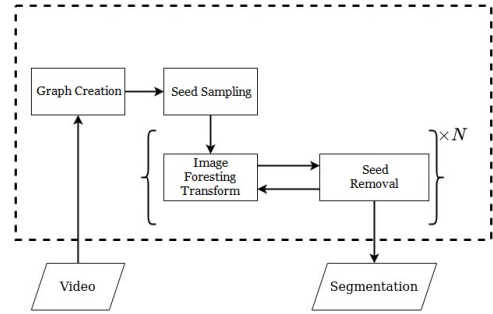 Graph Creation
Seed Sampling
×N
Image
Foresting
Transform
Seed
Removal
Video
Segmentation